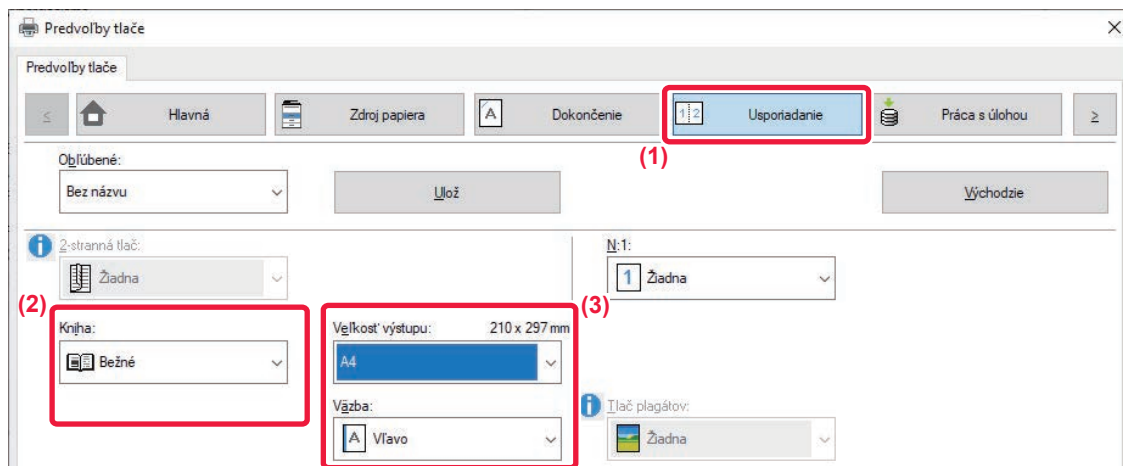 Predvoľby tlače
Predvoľby tlače
Hlavná
Zdroj papiera
Dokončenie
Usporiadanie
Práca s úlohou
(1)
Obľúbené:
Bez názvu
Ulož
Východzie
2-stranná tlač:
N:1:
Žiadna
1 Žiadna
(2)
(3)
Kniha:
Veľkosť výstupu: 210 x 297 mm
Bežné
A4
Väzba:
Tlač plagátov:
Vľavo
Žiadna